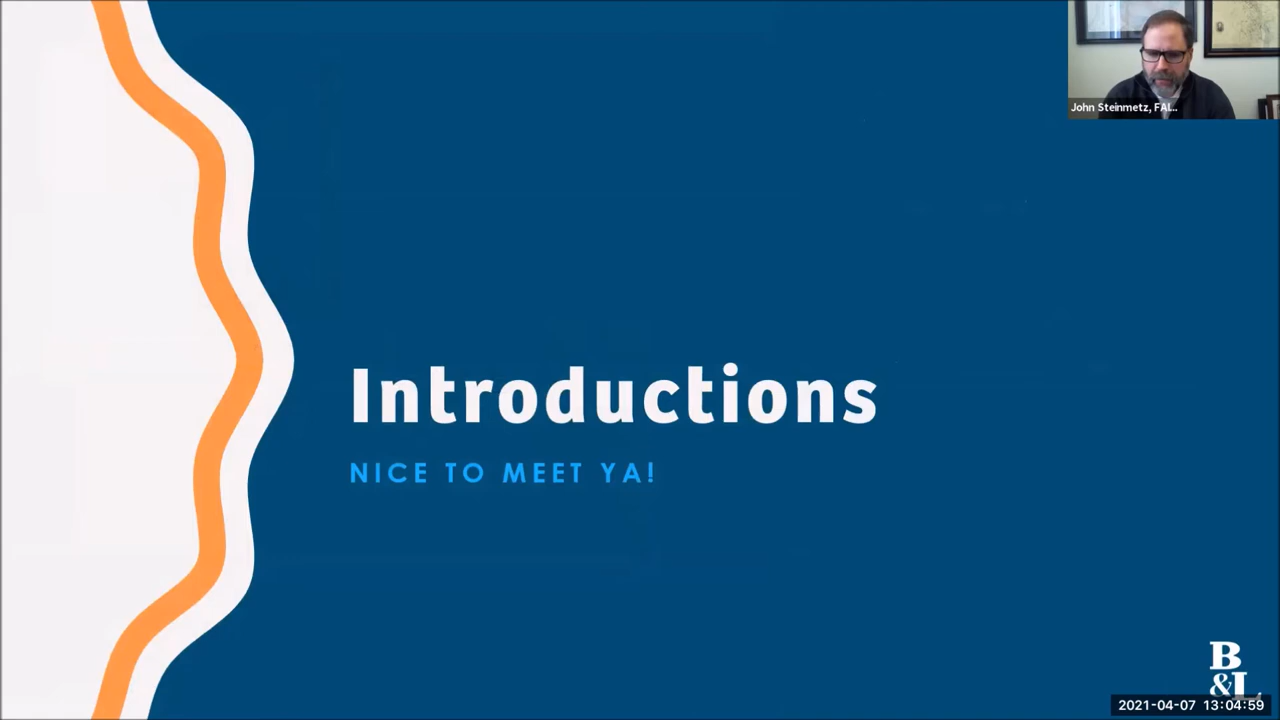 John Steinmetz, FAI...
Introductions
NICE TO MEET YA!
B
&L
2021-04-07 13:04:59